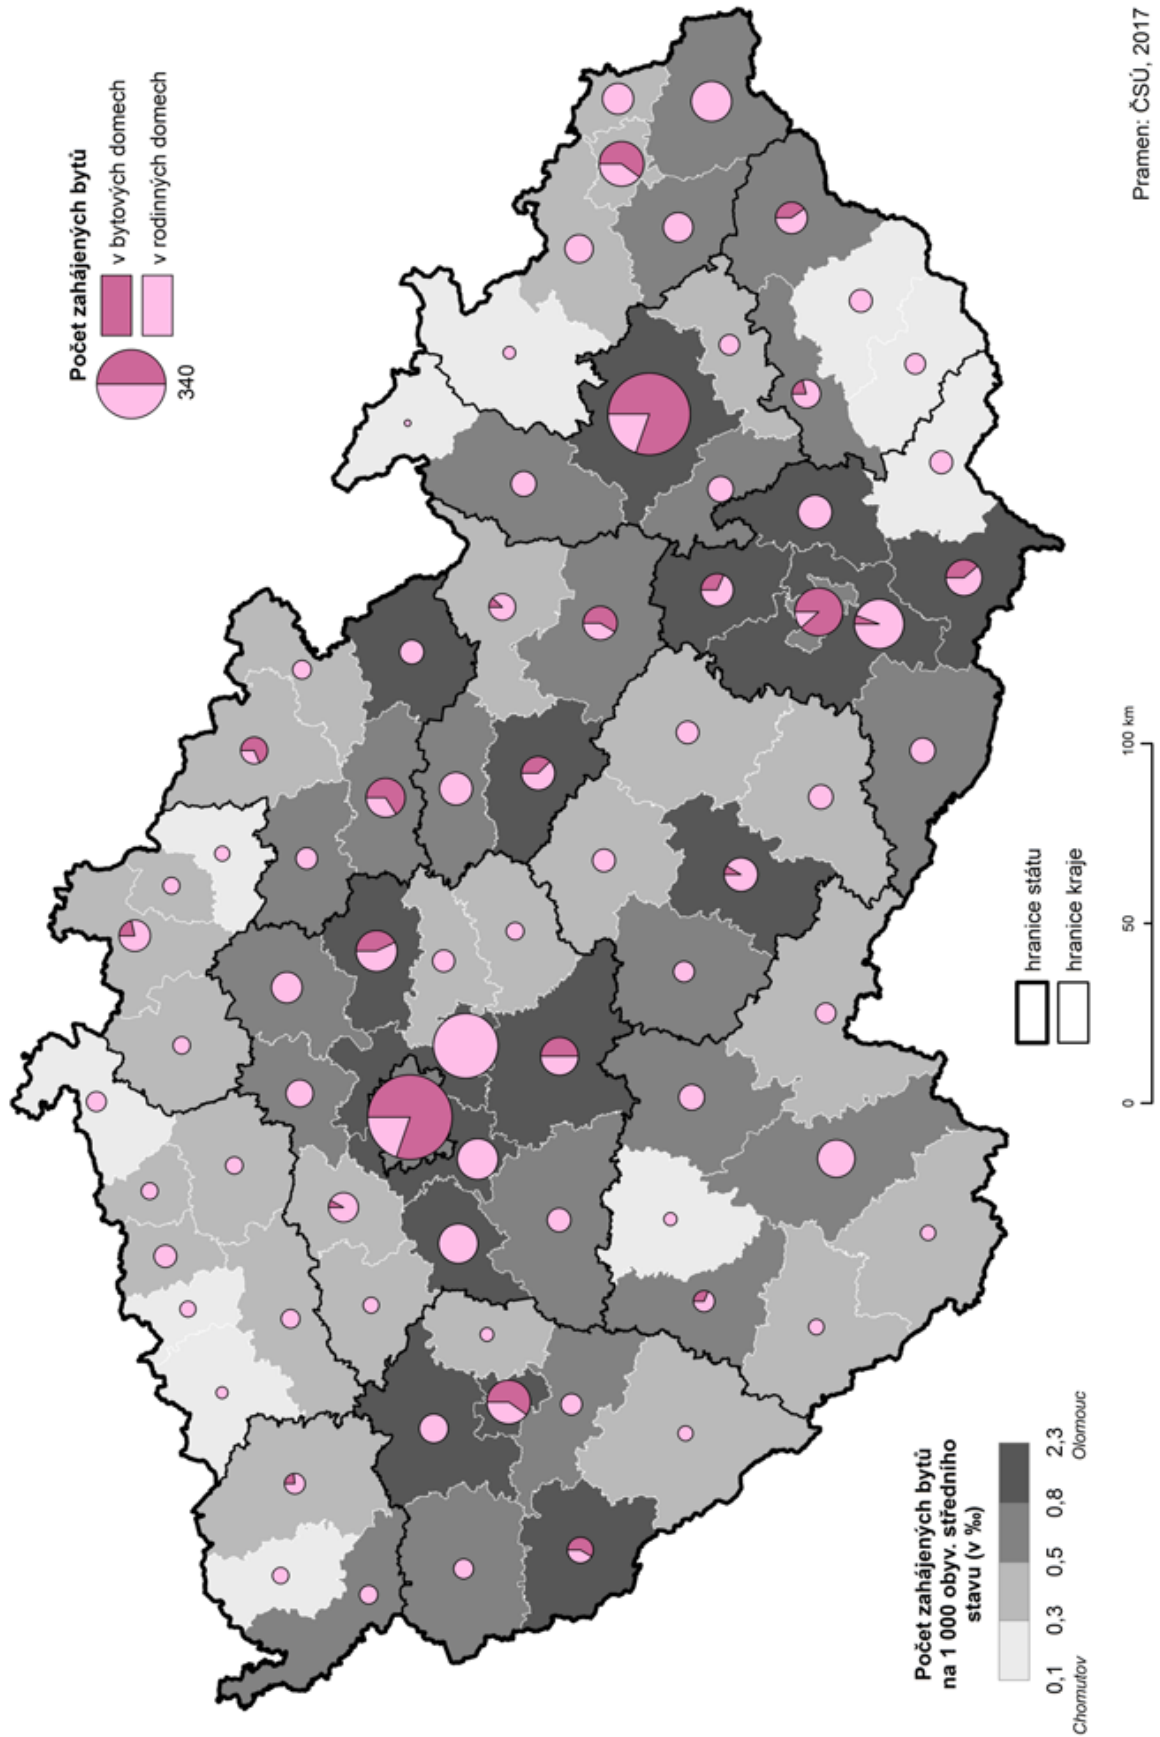 Počet zahájených bytů
v bytových domech
v rodinných domech
340
Počet zahájených bytů
na 1 000 obyv. středního
stavu (v ‰)
0,1
0,3
0,5
0,8
2,3
Chomutov
Olomouc
hranice státu
hranice kraje
0
50
100 km
Pramen: ČSÚ, 2017